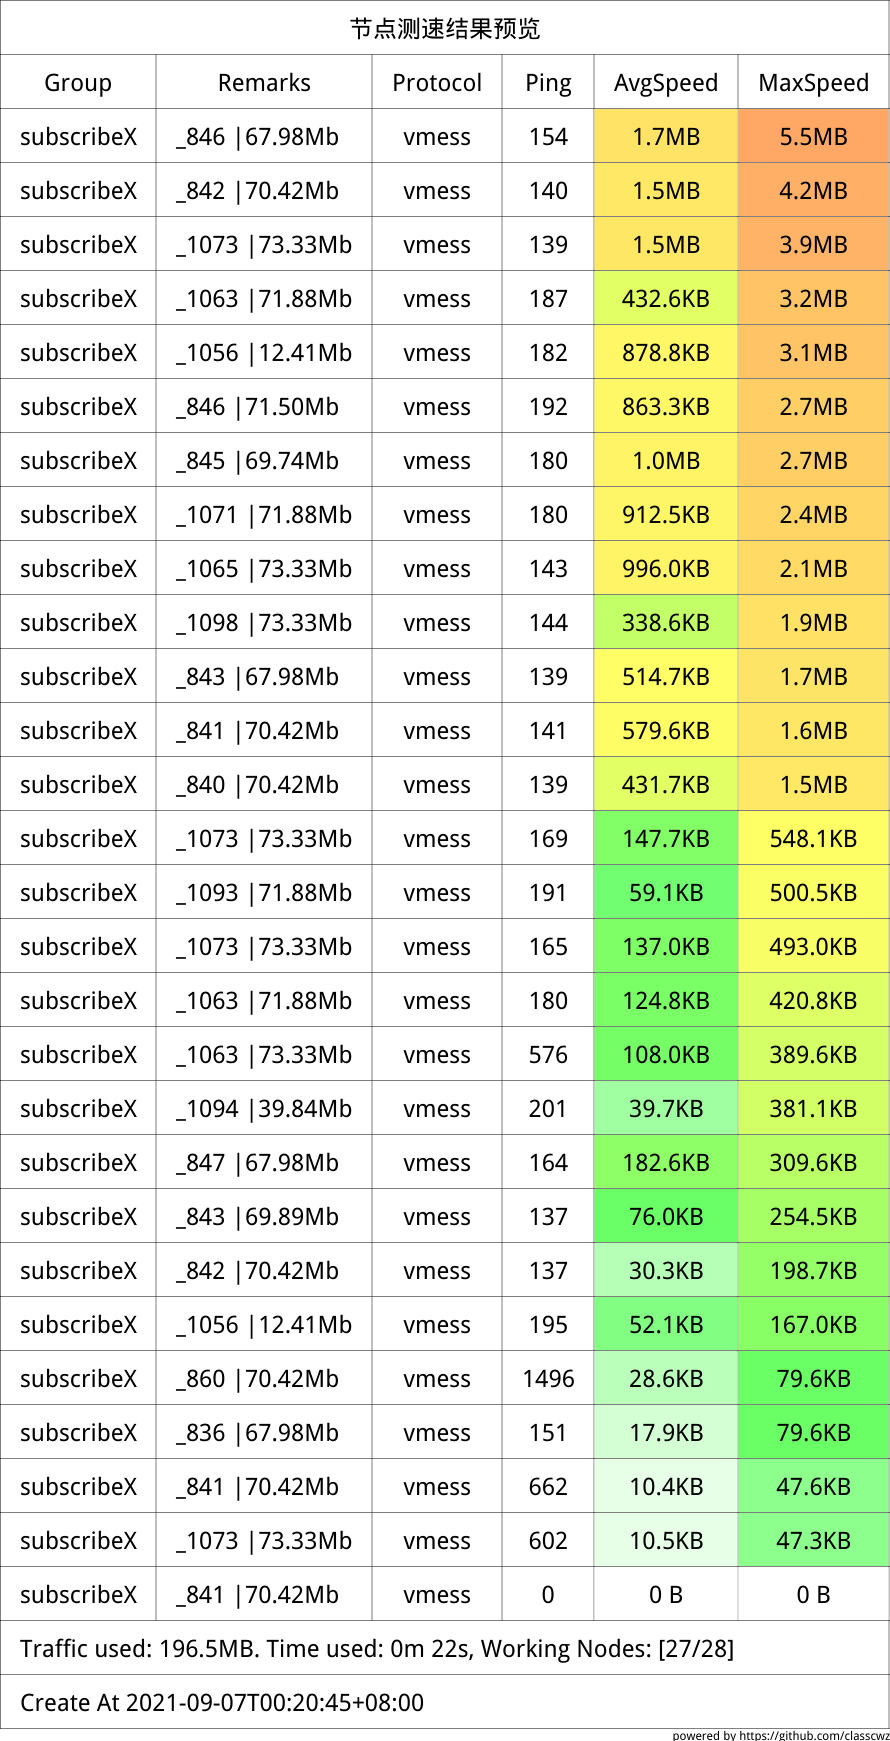 节点测速结果预览
Group Remarks Protocol Ping AvgSpeed MaxSpeed
subscribeX _846 |67.98Mb vmess 154 1.7MB 5.5MB
subscribeX _842 |70.42Mb vmess 140 1.5MB 4.2MB
subscribeX _1073 |73.33Mb vmess 139 1.5MB 3.9MB
subscribeX _1063 |71.88Mb vmess 187 432.6KB 3.2MB
subscribeX _1056 |12.41Mb vmess 182 878.8KB 3.1MB
subscribeX _846 |71.50Mb vmess 192 863.3KB 2.7MB
subscribeX _845 |69.74Mb vmess 180 1.0MB 2.7MB
subscribeX _1071 |71.88Mb vmess 180 912.5KB 2.4MB
subscribeX _1065 |73.33Mb vmess 143 996.0KB 2.1MB
subscribeX _1098 |73.33Mb vmess 144 338.6KB 1.9MB
subscribeX _843 |67.98Mb vmess 139 514.7KB 1.7MB
subscribeX _841 |70.42Mb vmess 141 579.6KB 1.6MB
subscribeX _840 |70.42Mb vmess 139 431.7KB 1.5MB
subscribeX _1073 |73.33Mb vmess 169 147.7KB 548.1KB
subscribeX _1093 |71.88Mb vmess 191 59.1KB 500.5KB
subscribeX _1073 |73.33Mb vmess 165 137.0KB 493.0KB
subscribeX _1063 |71.88Mb vmess 180 124.8KB 420.8KB
subscribeX _1063 |73.33Mb vmess 576 108.0KB 389.6KB
subscribeX _1094 |39.84Mb vmess 201 39.7KB 381.1KB
subscribeX _847 |67.98Mb vmess 164 182.6KB 309.6KB
subscribeX _843 |69.89Mb vmess 137 76.0KB 254.5KB
subscribeX _842 |70.42Mb vmess 137 30.3KB 198.7KB
subscribeX _1056 |12.41Mb vmess 195 52.1KB 167.0KB
subscribeX _860 |70.42Mb vmess 1496 28.6KB 79.6KB
subscribeX _836 |67.98Mb vmess 151 17.9KB 79.6KB
subscribeX _841 |70.42Mb vmess 662 10.4KB 47.6KB
subscribeX _1073 |73.33Mb vmess 602 10.5KB 47.3KB
subscribeX _841 |70.42Mb vmess 0 0 B 0 B
Traffic used: 196.5MB. Time used: 0m 22s, Working Nodes: [27/28]
Create At 2021-09-07T00:20:45+08:00
powered by https://github.com/classcwz